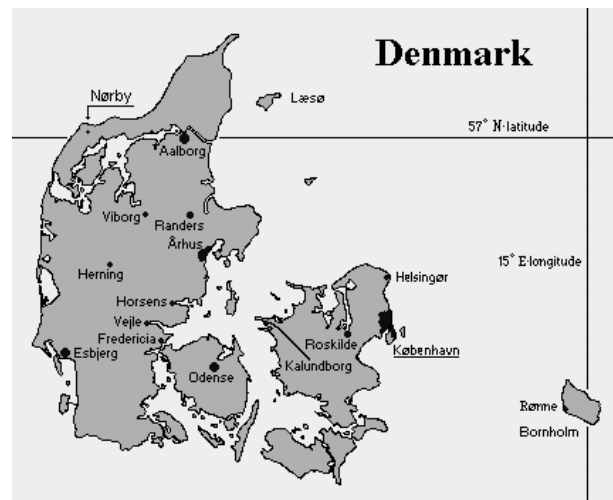 Denmark
Nørby
Læsø
57° N-latitude
Aalborg
Viborg
Randers
Århus
15° E-longitude
Herning
Helsingør
Horsens
Vejle
Fredericia
Roskilde
Esbjerg
København
Kalundborg
Odense
Rønne
Bornholm